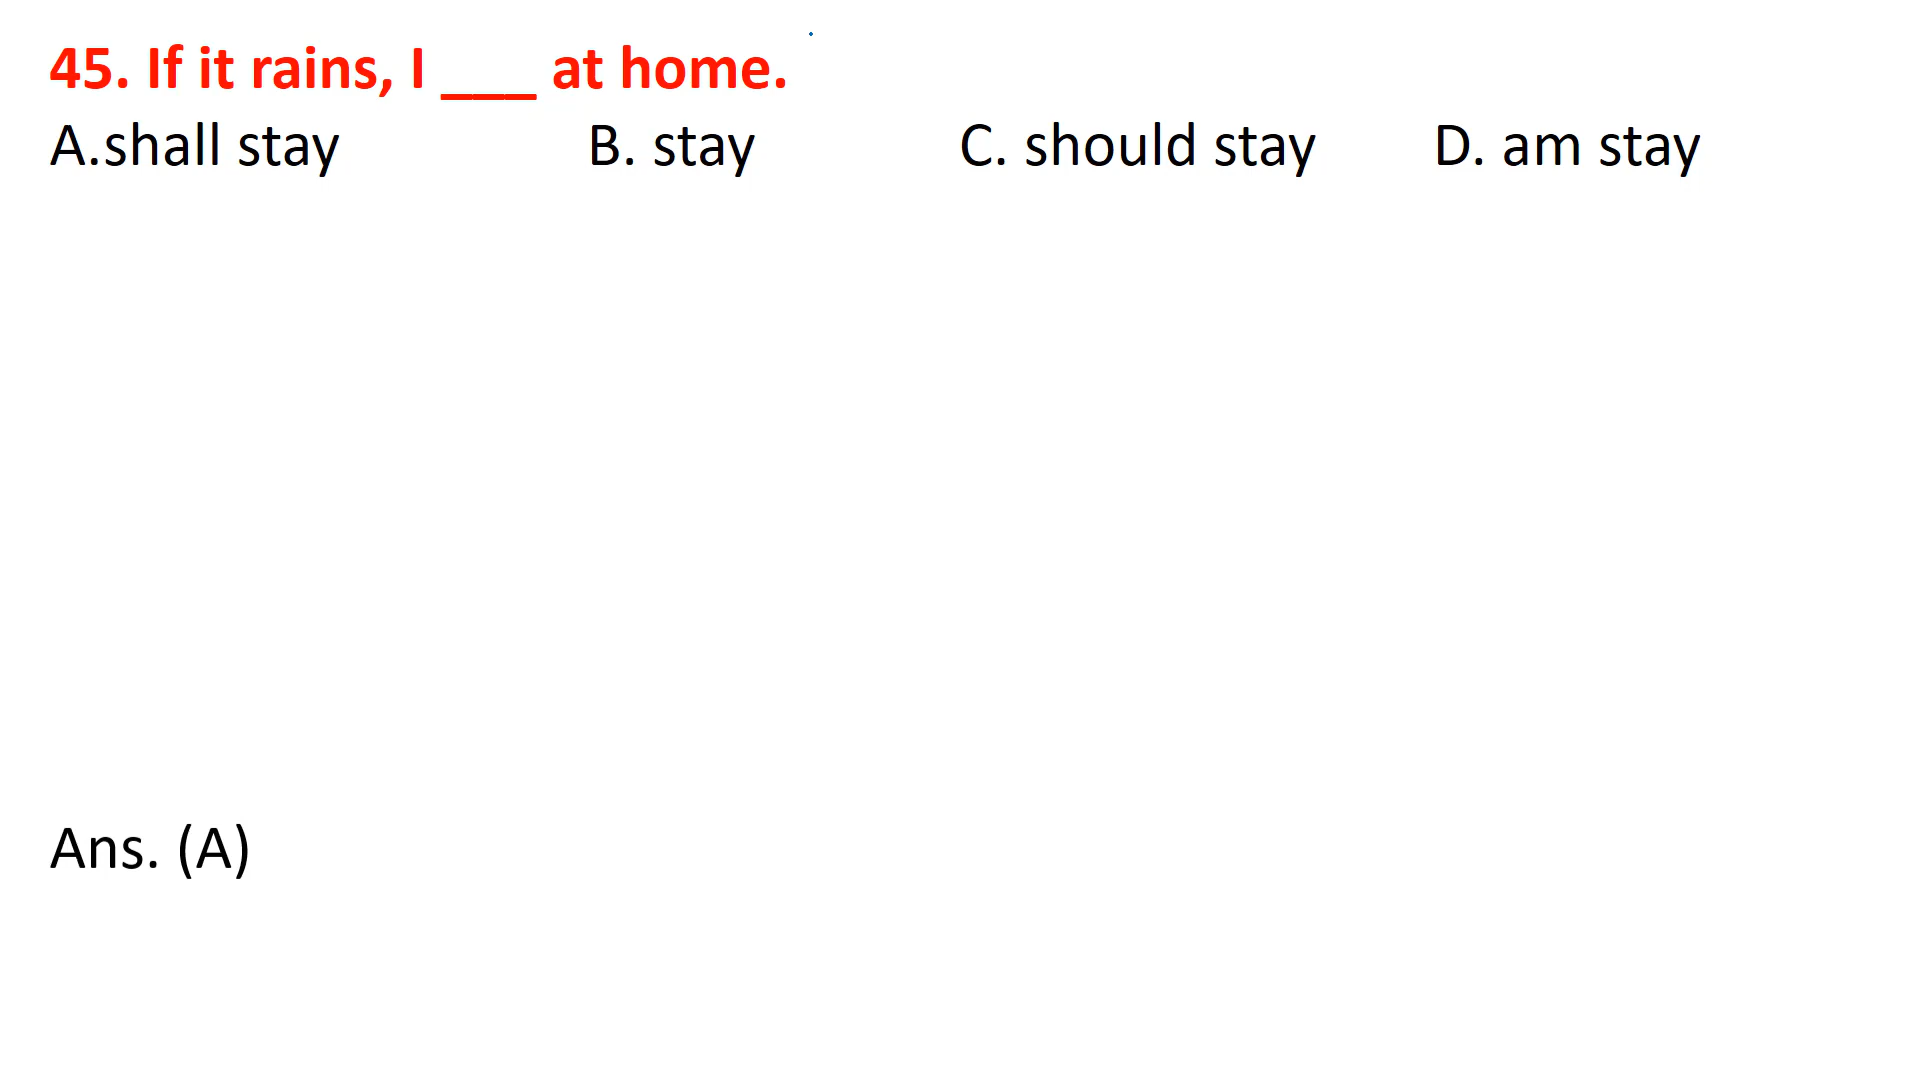 45. If it rains, I ___ at home.
A.shall stay B. stay C. should stay D. am stay
Ans. (A)